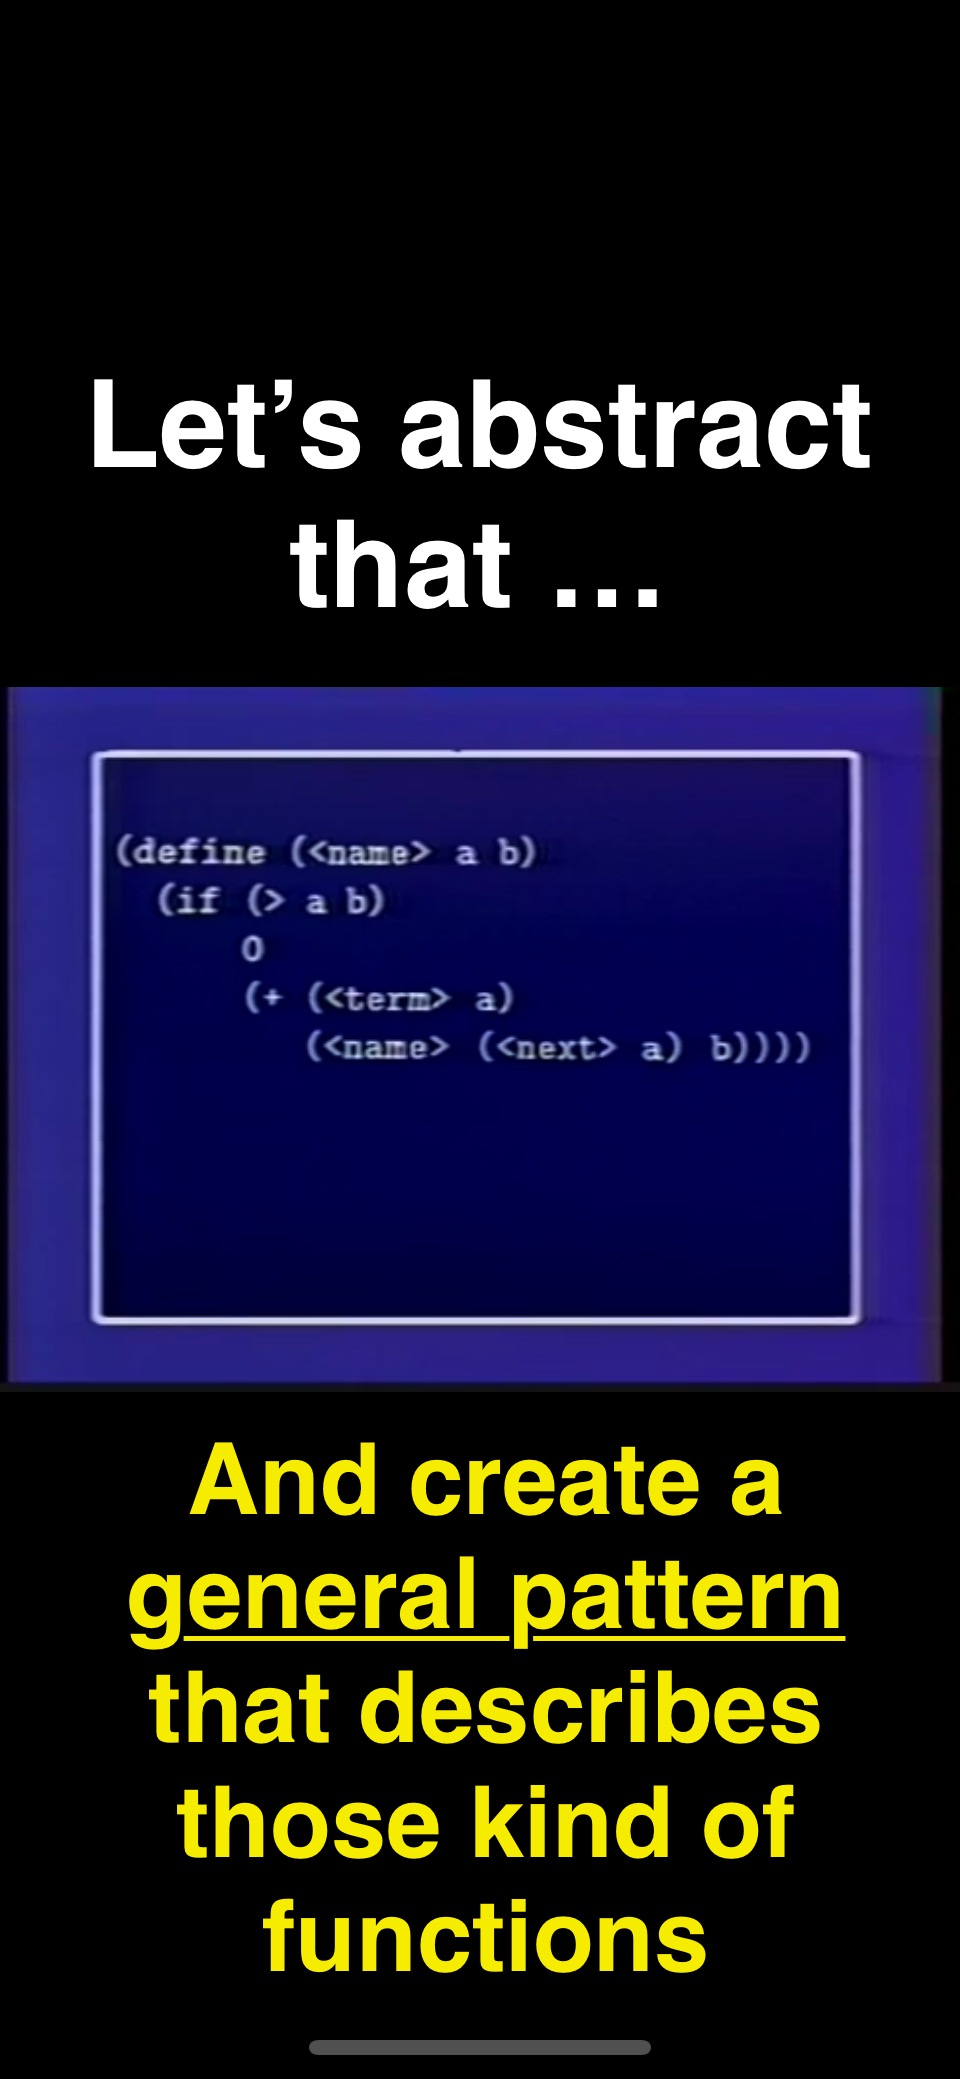 Let’s abstract
that …
(define (<name> a b)
(if (> a b)
0
(+ (<term> a)
(<name> (<next> a) b))))
And create a
general pattern
that describes
those kind of
functions